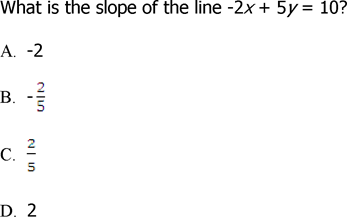 What is the slope of the line -2x + 5y = 10?
A. -2
B. -2/5
C. 2/5
D. 2